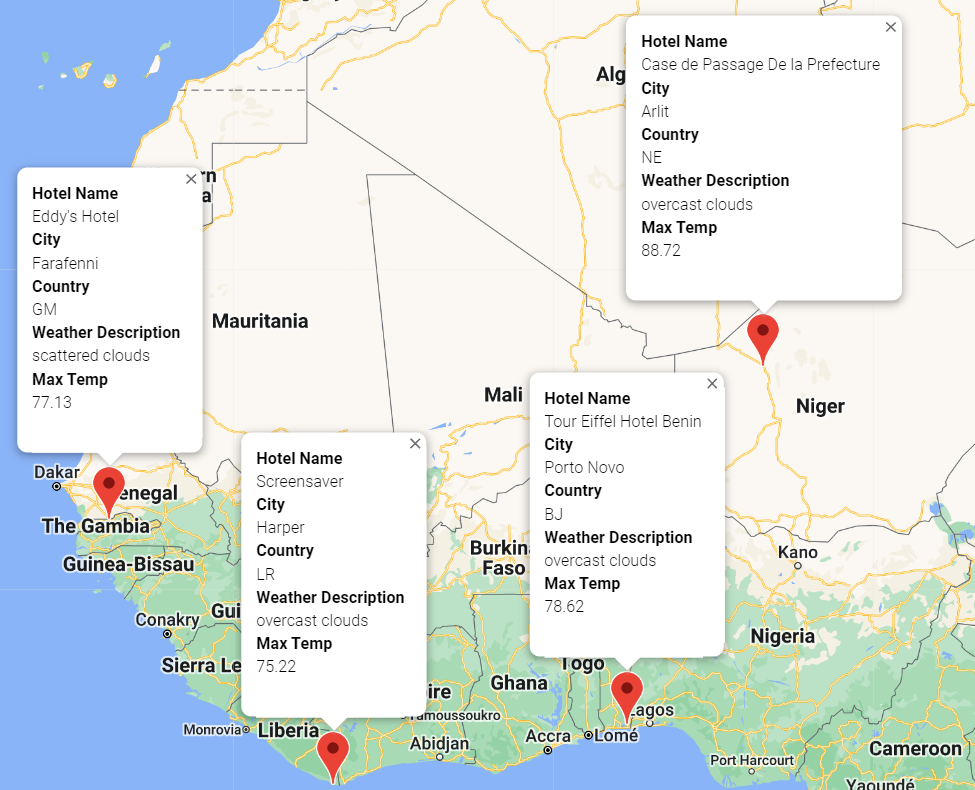 Hotel Name
Case de Passage De la Prefecture
City
Arlit
Country
NE
Weather Description
overcast clouds
Max Temp
88.72
Alg
rn
a
Hotel Name
Eddy's Hotel
City
Farafenni
Country
GM
Weather Description
scattered clouds
Max Temp
77.13
Mauritania
Mali
Niger
Hotel Name
Tour Eiffel Hotel Benin
City
Porto Novo
Country
BJ
Weather Description
overcast clouds
Max Temp
78.62
Hotel Name
Screensaver
City
Harper
Country
LR
Weather Description
overcast clouds
Max Temp
75.22
Dakar
enegal
The Gambia
Guinea-Bissau
Burkina
Faso
Kano
Conakry
Gui
Sierra Le
Nigeria
Togo
Ghana
ire
Lagos
Yamoussoukro
Monrovia
Liberia
Abidjan
Accra
Lomé
Port Harcourt
Cameroon
Yaoundé